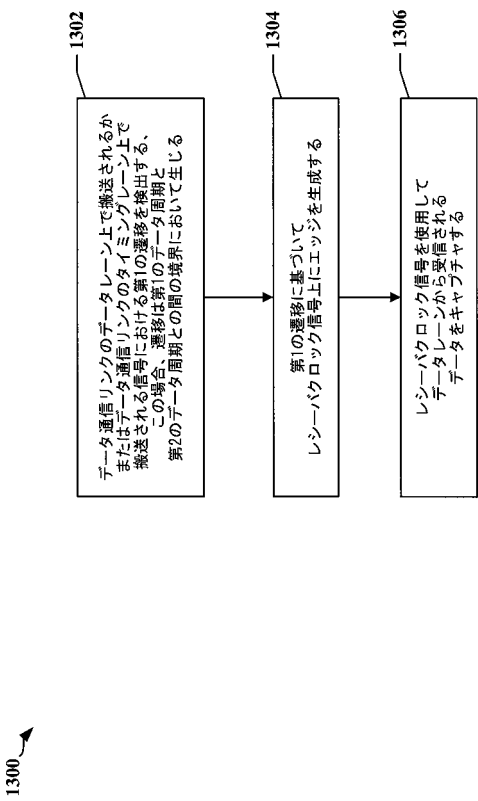 1300
1302
データ通信リンクのデータレーン上で搬送されるか
またはデータ通信リンクのタイミングレーン上で
搬送される信号における第1の遷移を検出する、
この場合、遷移は第1のデータ周期と
第2のデータ周期との間の境界において生じる
1304
第1の遷移に基づいて
レシーバクロック信号上にエッジを生成する
1306
レシーバクロック信号を使用して
データレーンから受信される
データをキャプチャする